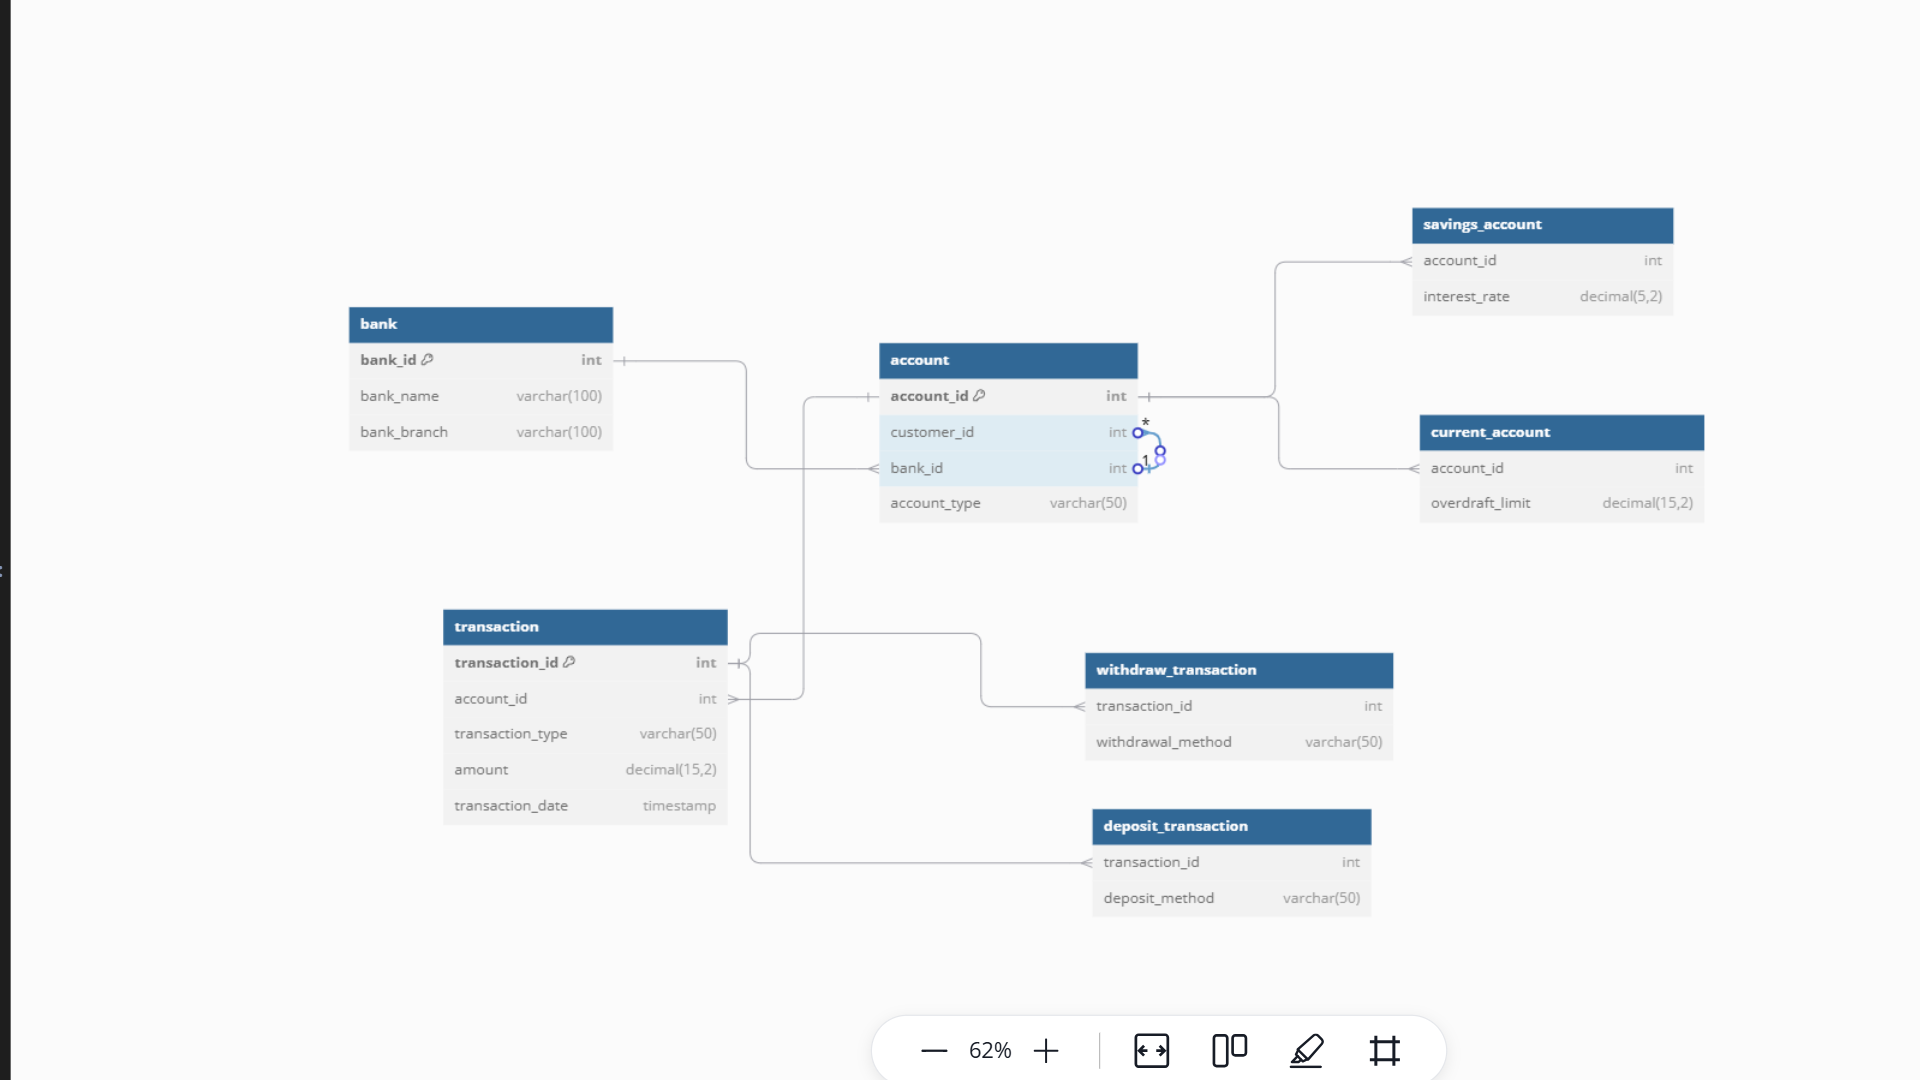 savings_account
account_id int
interest_rate decimal(5,2)
bank
bank_id int
bank_name varchar(100)
bank_branch varchar(100)
account
account_id int
customer_id int *
bank_id int 1
account_type varchar(50)
current_account
account_id int
overdraft_limit decimal(15,2)
transaction
transaction_id int
account_id int
transaction_type varchar(50)
amount decimal(15,2)
transaction_date timestamp
withdraw_transaction
transaction_id int
withdrawal_method varchar(50)
deposit_transaction
transaction_id int
deposit_method varchar(50)
62%